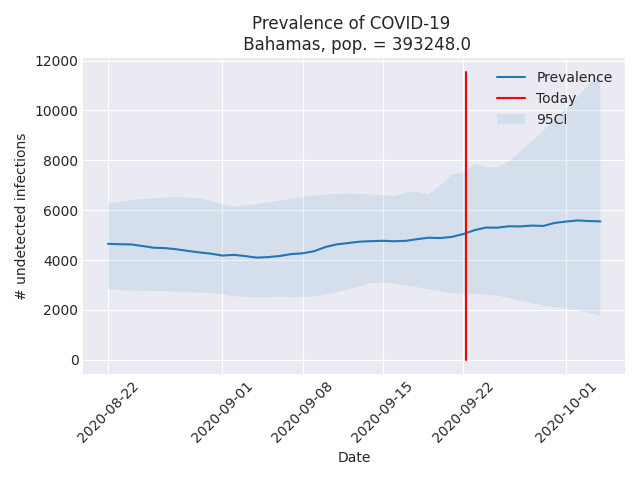 Prevalence of COVID-19
Bahamas, pop. = 393248.0
12000
10000
8000
6000
4000
2000
0
# undetected infections
Prevalence
Today
95CI
2020-08-22
2020-09-01
2020-09-08
2020-09-15
2020-09-22
2020-10-01
Date